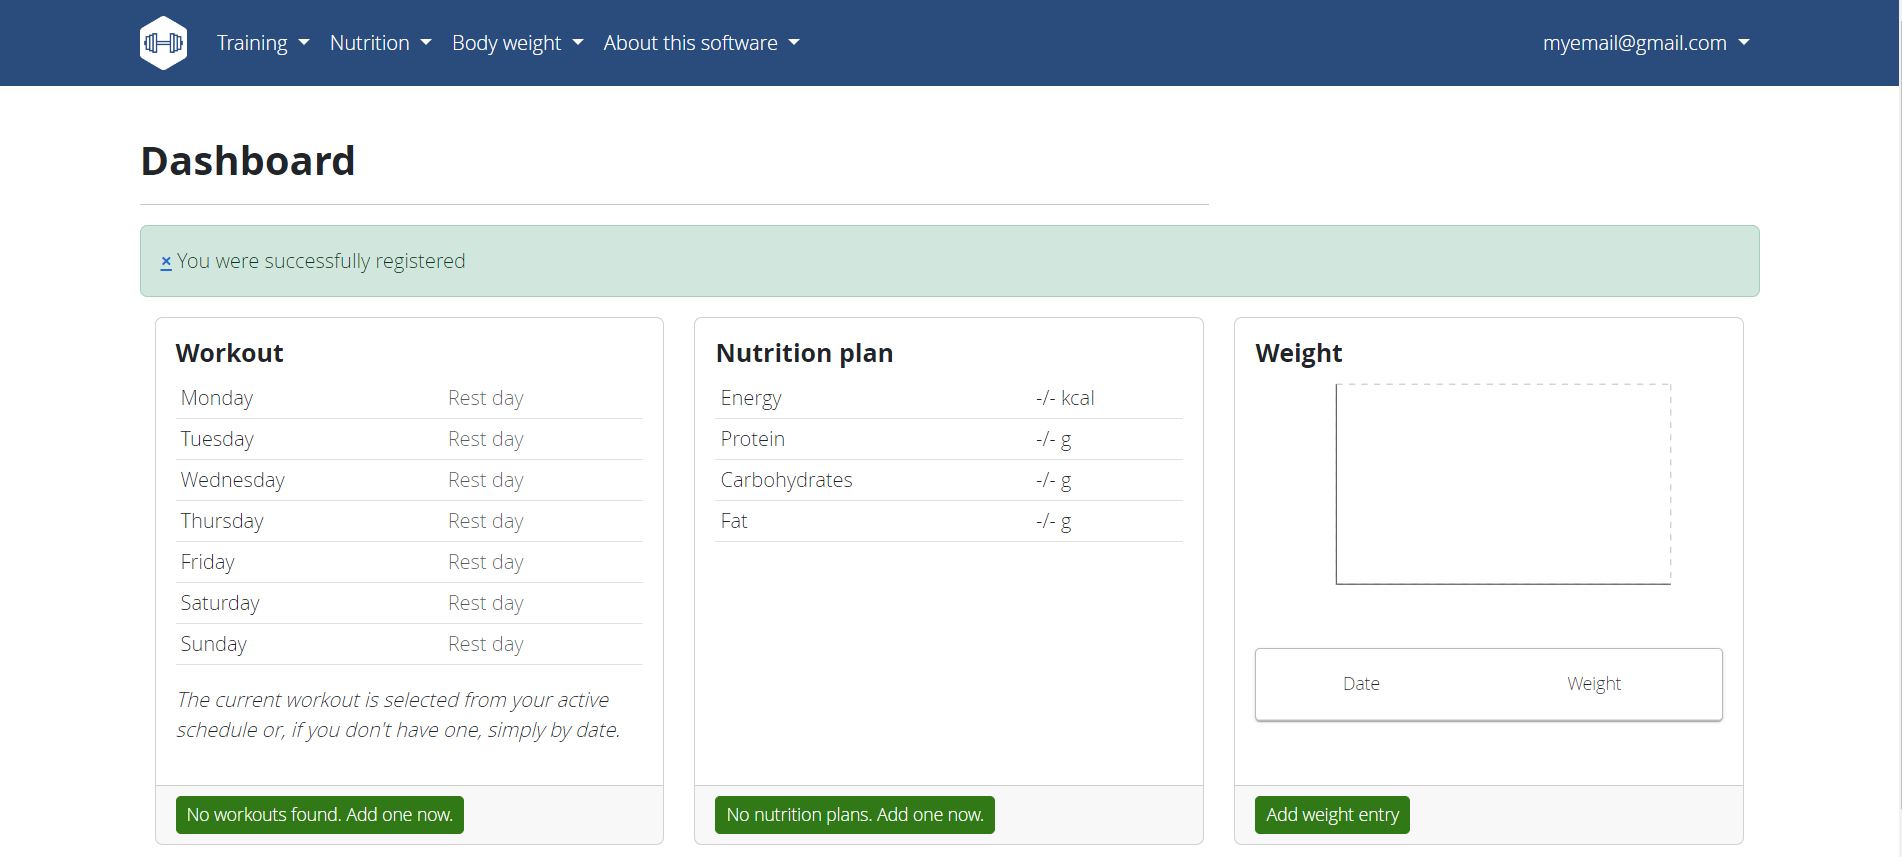 Training Nutrition Body weight About this software myemail@gmail.com
Dashboard
× You were successfully registered
Workout
Monday Rest day
Tuesday Rest day
Wednesday Rest day
Thursday Rest day
Friday Rest day
Saturday Rest day
Sunday Rest day
The current workout is selected from your active
schedule or, if you don't have one, simply by date.
No workouts found. Add one now.
Nutrition plan
Energy -/- kcal
Protein -/- g
Carbohydrates -/- g
Fat -/- g
No nutrition plans. Add one now.
Weight
Date Weight
Add weight entry